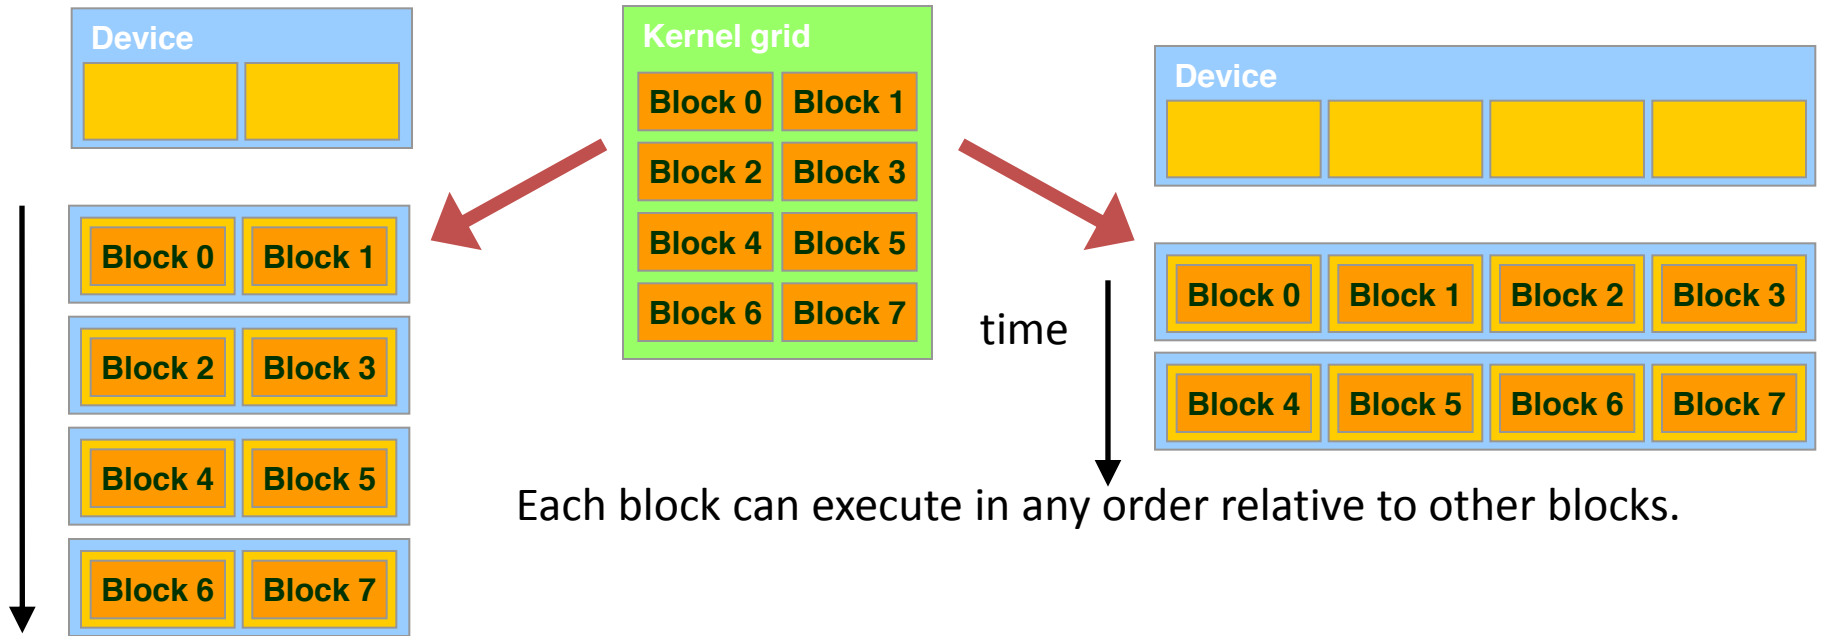 Device
Block 0 Block 1
Block 2 Block 3
Block 4 Block 5
Block 6 Block 7
Kernel grid
Block 0 Block 1
Block 2 Block 3
Block 4 Block 5
Block 6 Block 7
Device
time
Block 0 Block 1 Block 2 Block 3
Block 4 Block 5 Block 6 Block 7
Each block can execute in any order relative to other blocks.